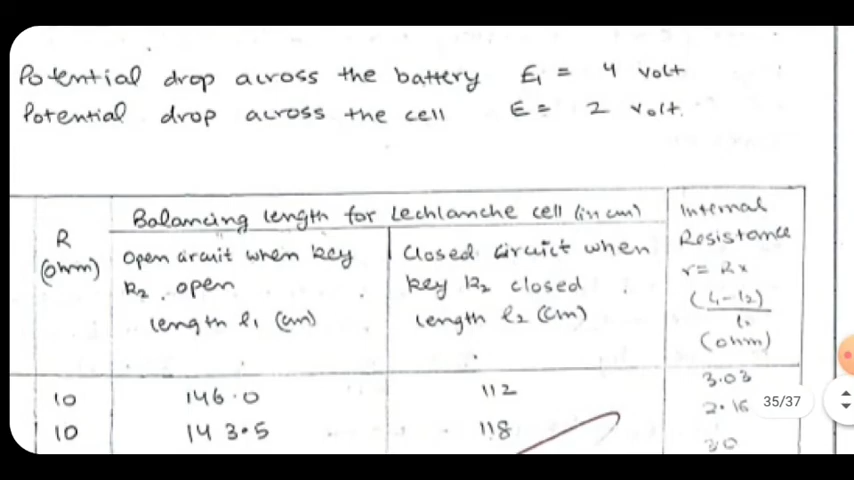 Potential drop across the battery E₁ = 4 volt
Potential drop across the cell E = 2 volt.
R
(ohm)
Balancing length for Lechlanche cell (in cm)
Open circuit when key
K₂ open
length l₁ (cm)
Closed circuit when
key K₂ closed
length l₂ (cm)
Internal
Resistance
r = R x
(l₁-l₂)
l₂
(ohm)
10 146.0 112 3.03
10 143.5 118 2.16
30
35/37